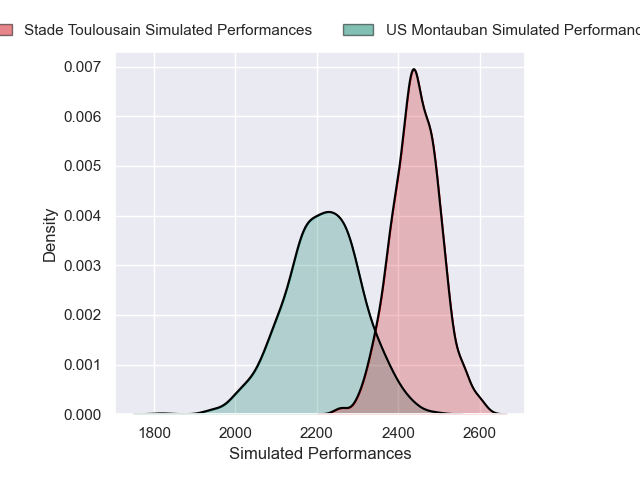 Stade Toulousain Simulated Performances
US Montauban Simulated
0.007
0.006
0.005
0.004
0.003
0.002
0.001
0.000
Density
1800 2000 2200 2400 2600
Simulated Performances